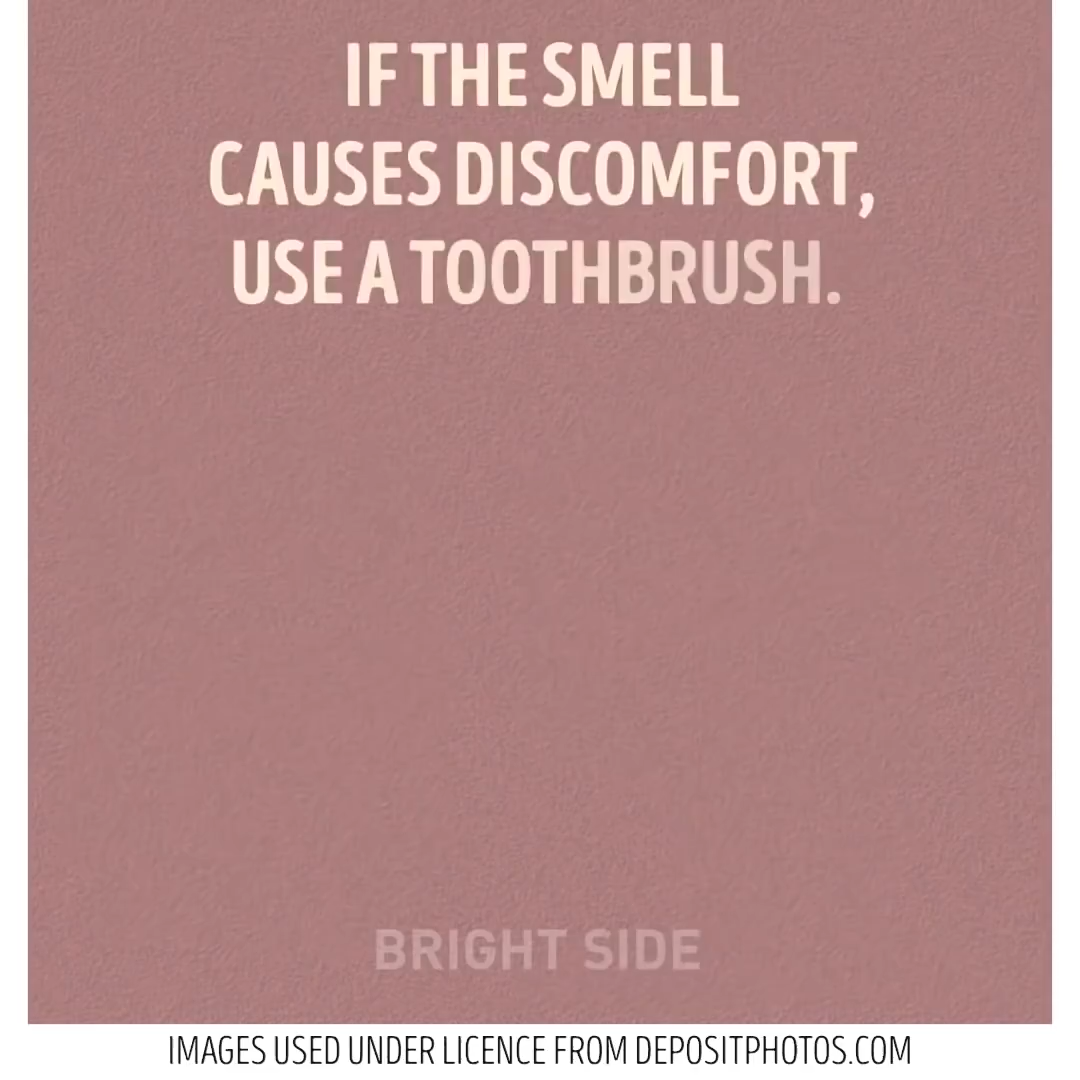 IF THE SMELL
CAUSES DISCOMFORT,
USE A TOOTHBRUSH.
BRIGHT SIDE
IMAGES USED UNDER LICENCE FROM DEPOSITPHOTOS.COM